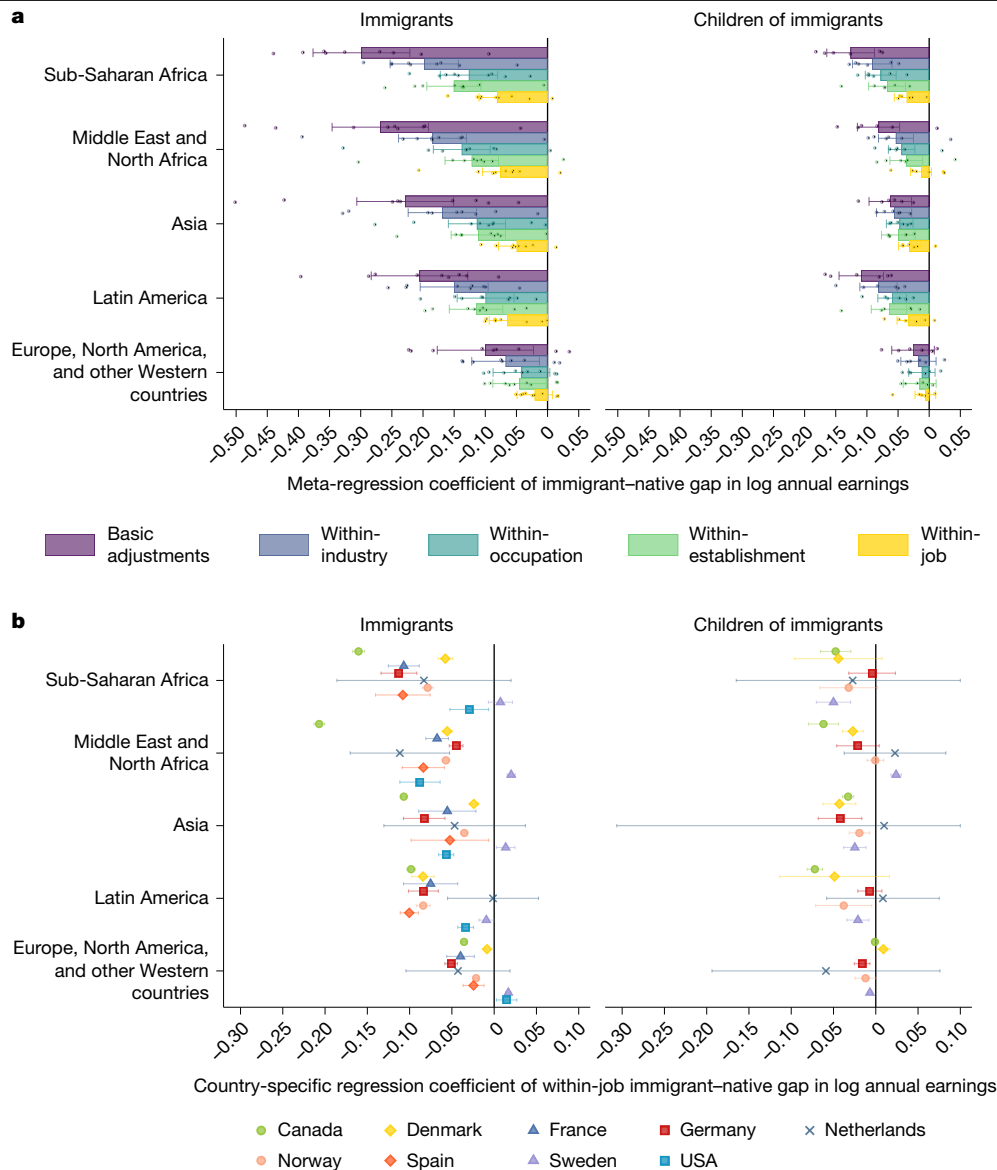 a
Immigrants
Children of immigrants
Sub-Saharan Africa
Middle East and
North Africa
Asia
Latin America
Europe, North America,
and other Western
countries
–0.50 –0.45 –0.40 –0.35 –0.30 –0.25 –0.20 –0.15 –0.10 –0.05 0 0.05
–0.50 –0.45 –0.40 –0.35 –0.30 –0.25 –0.20 –0.15 –0.10 –0.05 0 0.05
Meta-regression coefficient of immigrant–native gap in log annual earnings
Basic
adjustments
Within-
industry
Within-
occupation
Within-
establishment
Within-
job
b
Immigrants
Children of immigrants
Sub-Saharan Africa
Middle East and
North Africa
Asia
Latin America
Europe, North America,
and other Western
countries
–0.30 –0.25 –0.20 –0.15 –0.10 –0.05 0 0.05 0.10
–0.30 –0.25 –0.20 –0.15 –0.10 –0.05 0 0.05 0.10
Country-specific regression coefficient of within-job immigrant–native gap in log annual earnings
Canada Denmark France Germany Netherlands
Norway Spain Sweden USA